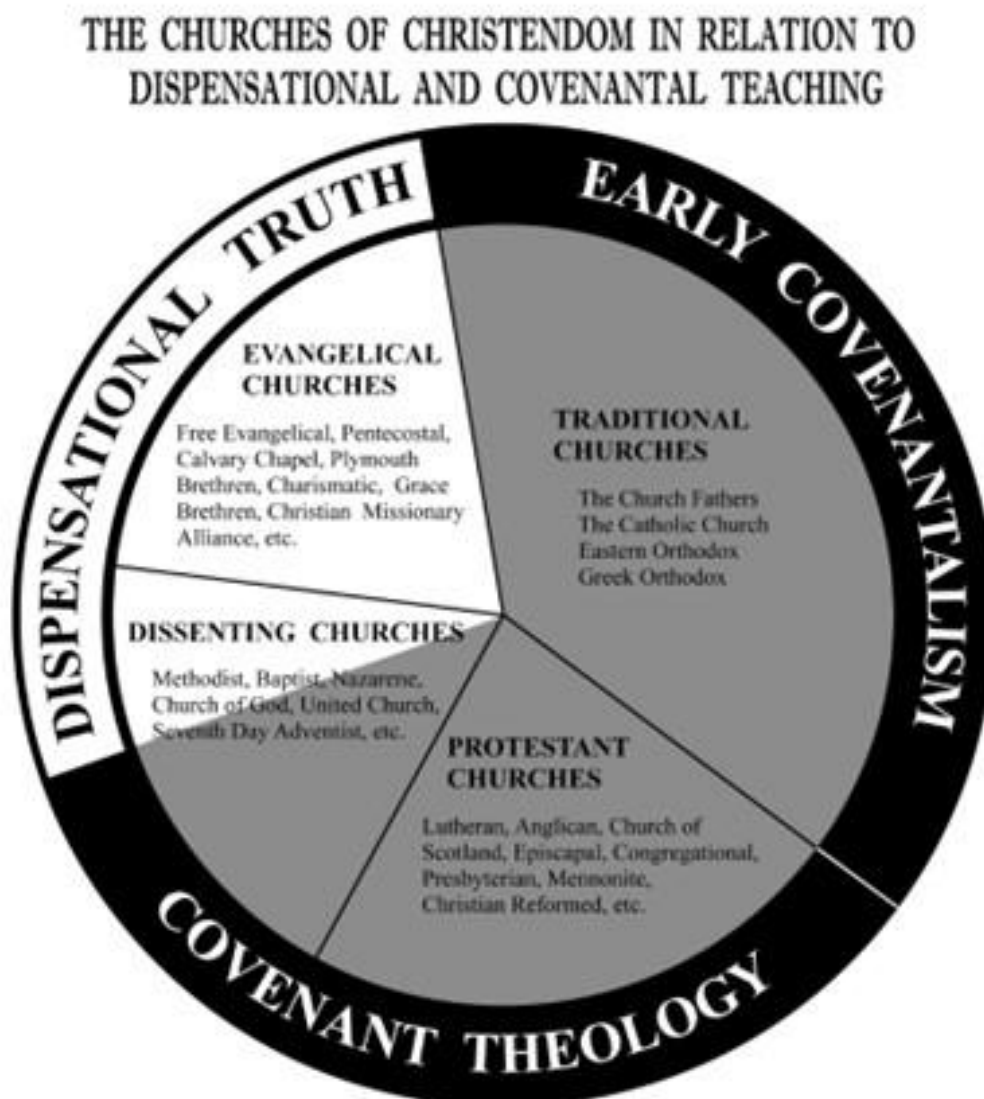 THE CHURCHES OF CHRISTENDOM IN RELATION TO
DISPENSATIONAL AND COVENANTAL TEACHING
DISPENSATIONAL TRUTH
EARLY COVENANTALISM
EVANGELICAL
CHURCHES
Free Evangelical, Pentecostal,
Calvary Chapel, Plymouth
Brethren, Charismatic, Grace
Brethren, Christian Missionary
Alliance, etc.
TRADITIONAL
CHURCHES
The Church Fathers
The Catholic Church
Eastern Orthodox
Greek Orthodox
DISSENTING CHURCHES
Methodist, Baptist, Nazarene,
Church of God, United Church,
Seventh Day Adventist, etc.
PROTESTANT
CHURCHES
Lutheran, Anglican, Church of
Scotland, Episcapal, Congregational,
Presbyterian, Mennonite,
Christian Reformed, etc.
COVENANT THEOLOGY